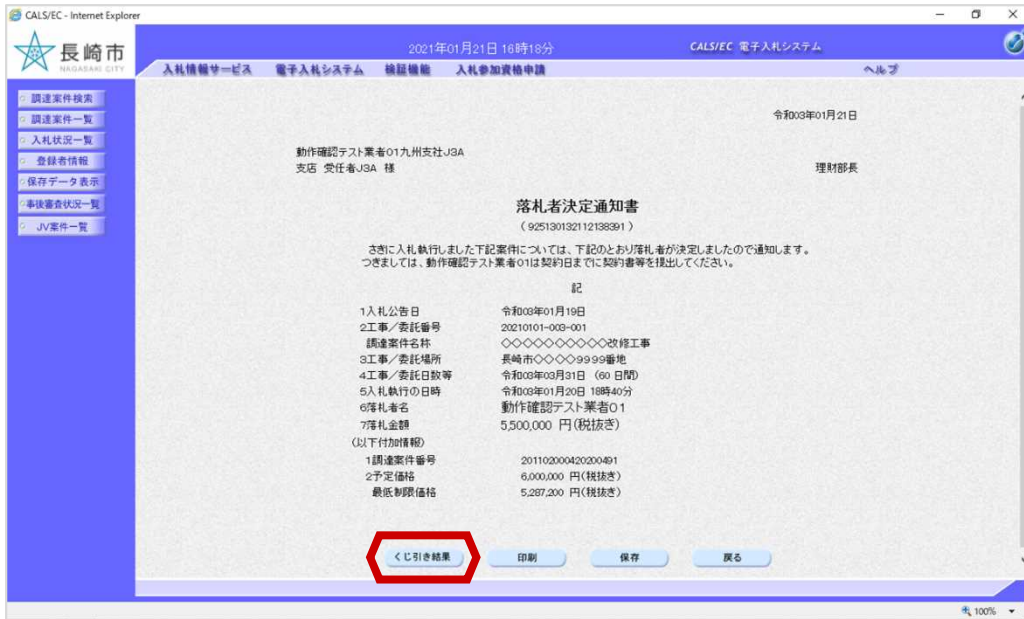 CALS/EC - Internet Explorer
長崎市
NAGASAKI CITY
2021年01月21日 16時18分
CALS/EC 電子入札システム
入札情報サービス 電子入札システム 検証機能 入札参加資格申請 ヘルプ
調達案件検索
調達案件一覧
入札状況一覧
登録者情報
保存データ表示
事後審査状況一覧
JV案件一覧
令和03年01月21日
動作確認テスト業者01九州支社J3A
支店 受任者J3A 様
理財部長
落札者決定通知書
(925130132112138391)
さきに入札執行しました下記案件については、下記のとおり落札者が決定しましたので通知します。
つきましては、動作確認テスト業者01は契約日までに契約書等を提出してください。
記
1入札公告日 令和03年01月19日
2工事/委託番号 20210101-003-001
調達案件名称 ◇◇◇◇◇◇◇◇◇◇改修工事
3工事/委託場所 長崎市◇◇◇◇9999番地
4工事/委託日数等 令和03年03月31日 (60 日間)
5入札執行の日時 令和03年01月20日 18時40分
6落札者名 動作確認テスト業者01
7落札金額 5,500,000 円(税抜き)
(以下付加情報)
1調達案件番号 201102000420200491
2予定価格 6,000,000 円(税抜き)
最低制限価格 5,287,200 円(税抜き)
くじ引き結果 印刷 保存 戻る
100%